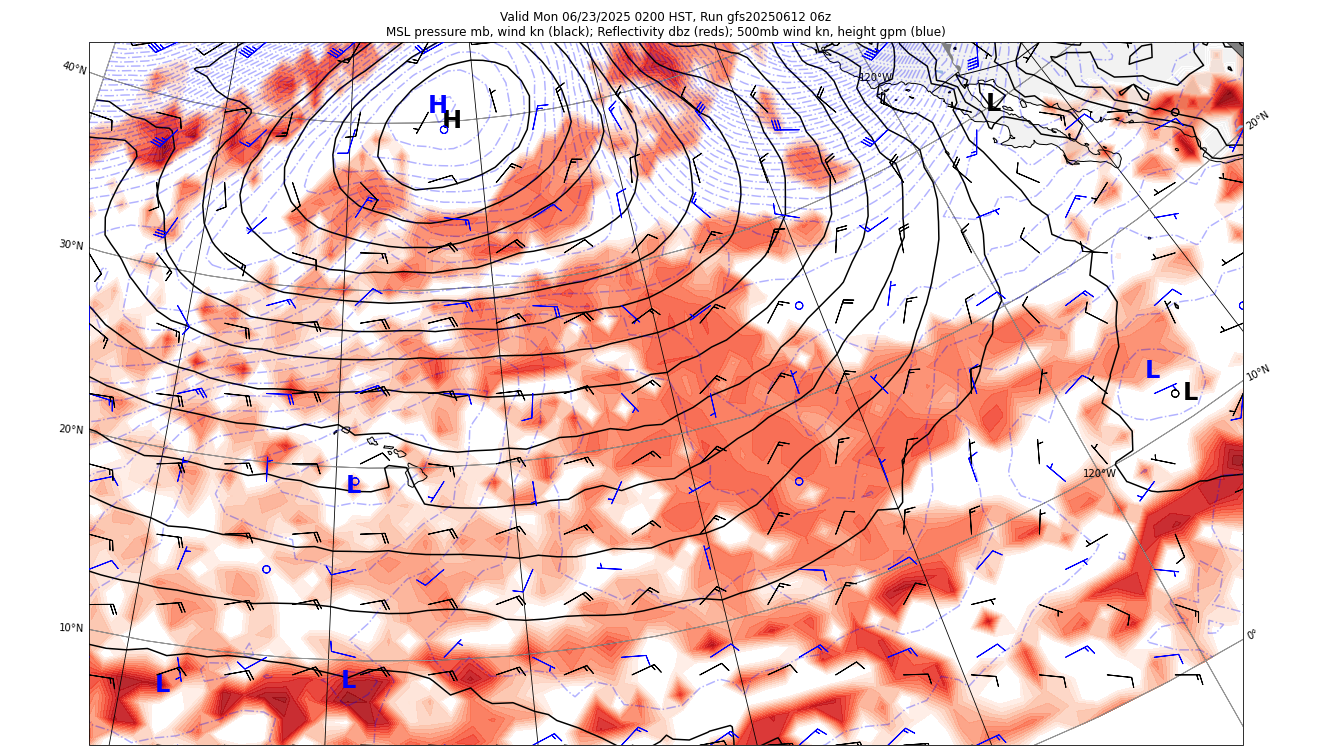 Valid Mon 06/23/2025 0200 HST, Run gfs20250612 06z
MSL pressure mb, wind kn (black); Reflectivity dbz (reds); 500mb wind kn, height gpm (blue)
40°N
120°W
H
H
L
20°N
30°N
L
L
10°N
20°N
120°W
L
10°N
0°
L
L